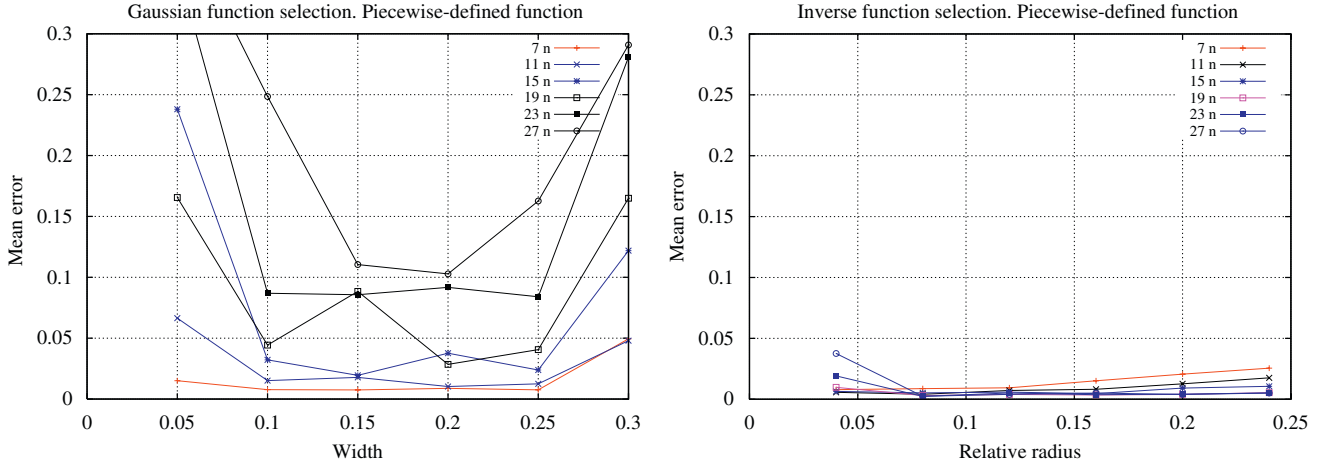 Gaussian function selection. Piecewise-defined function
0.3
0.25
0.2
0.15
0.1
0.05
0
Mean error
7 n
11 n
15 n
19 n
23 n
27 n
0
0.05
0.1
0.15
0.2
0.25
0.3
Width
Inverse function selection. Piecewise-defined function
0.3
0.25
0.2
0.15
0.1
0.05
0
Mean error
7 n
11 n
15 n
19 n
23 n
27 n
0
0.05
0.1
0.15
0.2
0.25
Relative radius